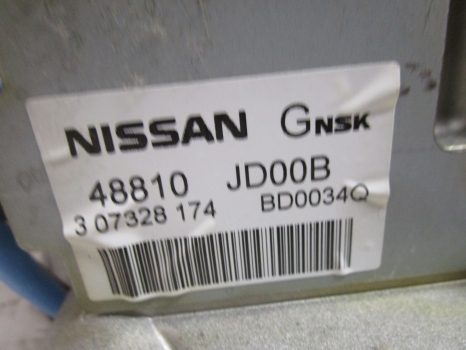 NISSAN GNSK
48810 JD00B
3 07328 174 BD0034Q